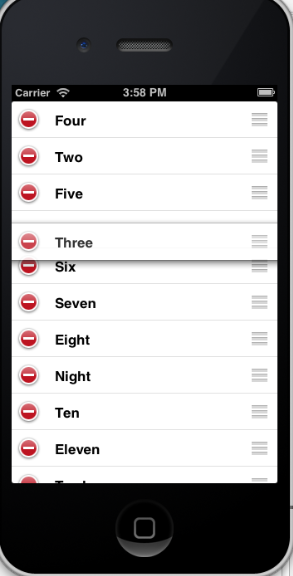 Carrier 3:58 PM
Four
Two
Five
Three
Six
Seven
Eight
Night
Ten
Eleven